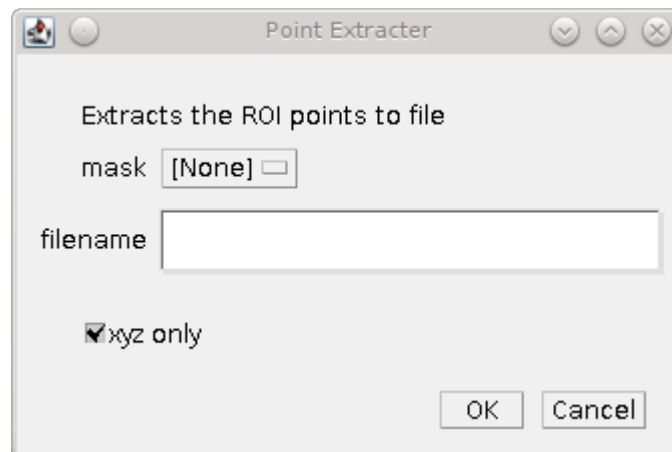 Point Extracter
Extracts the ROI points to file
mask [None]
filename
xyz only
OK Cancel